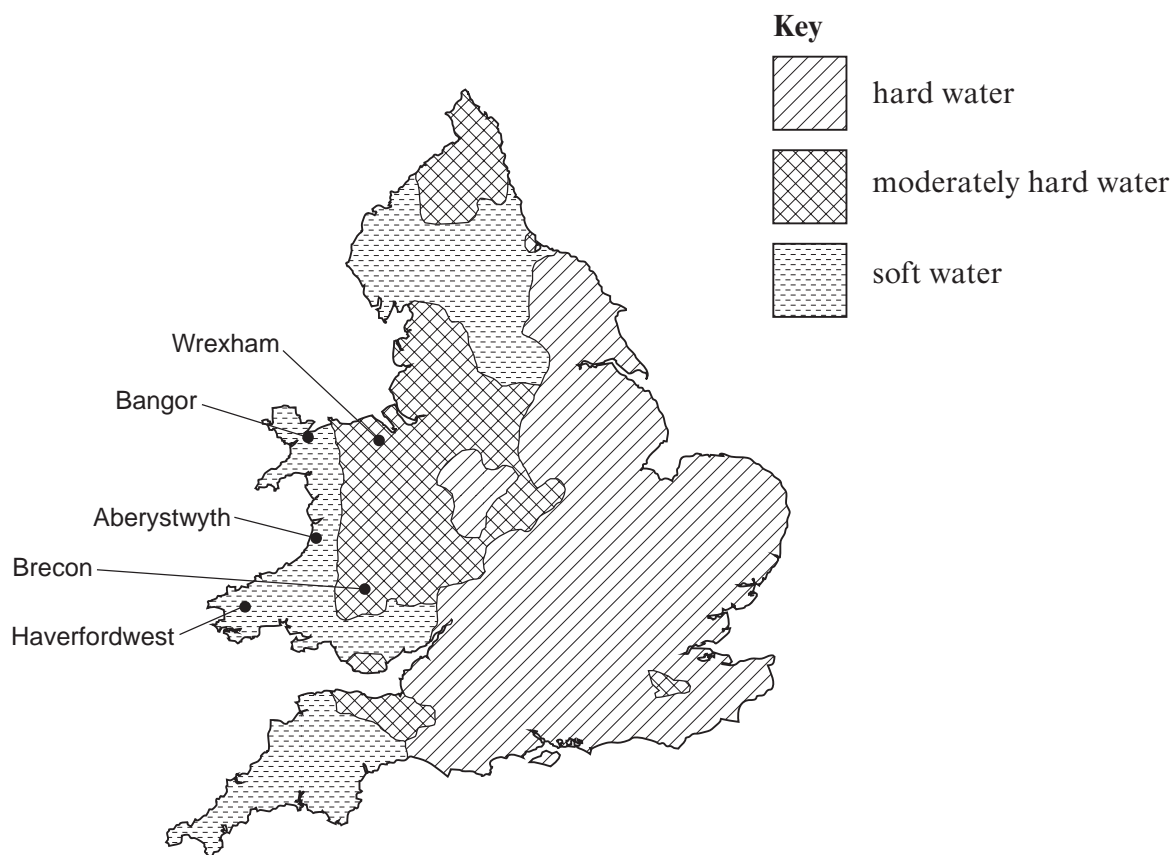 Key
hard water
moderately hard water
soft water
Wrexham
Bangor
Aberystwyth
Brecon
Haverfordwest